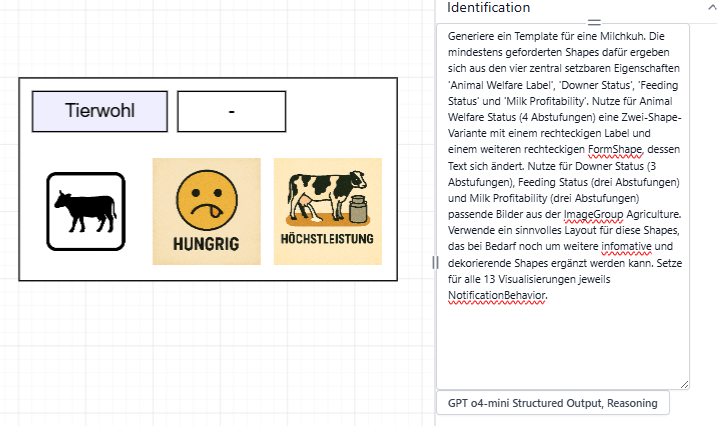 Identification
Tierwohl
-
HUNGRIG
HÖCHSTLEISTUNG
Generiere ein Template für eine Milchkuh. Die
mindestens geforderten Shapes dafür ergeben
sich aus den vier zentral setzbaren Eigenschaften
'Animal Welfare Label', 'Downer Status', 'Feeding
Status' und 'Milk Profitability'. Nutze für Animal
Welfare Status (4 Abstufungen) eine Zwei-Shape-
Variante mit einem rechteckigen Label und
einem weiteren rechteckigen FormShape, dessen
Text sich ändert. Nutze für Downer Status (3
Abstufungen), Feeding Status (drei Abstufungen)
und Milk Profitability (drei Abstufungen)
passende Bilder aus der ImageGroup Agriculture.
Verwende ein sinnvolles Layout für diese Shapes,
das bei Bedarf noch um weitere infomative und
dekorierende Shapes ergänzt werden kann. Setze
für alle 13 Visualisierungen jeweils
NotificationBehavior.
GPT o4-mini Structured Output, Reasoning